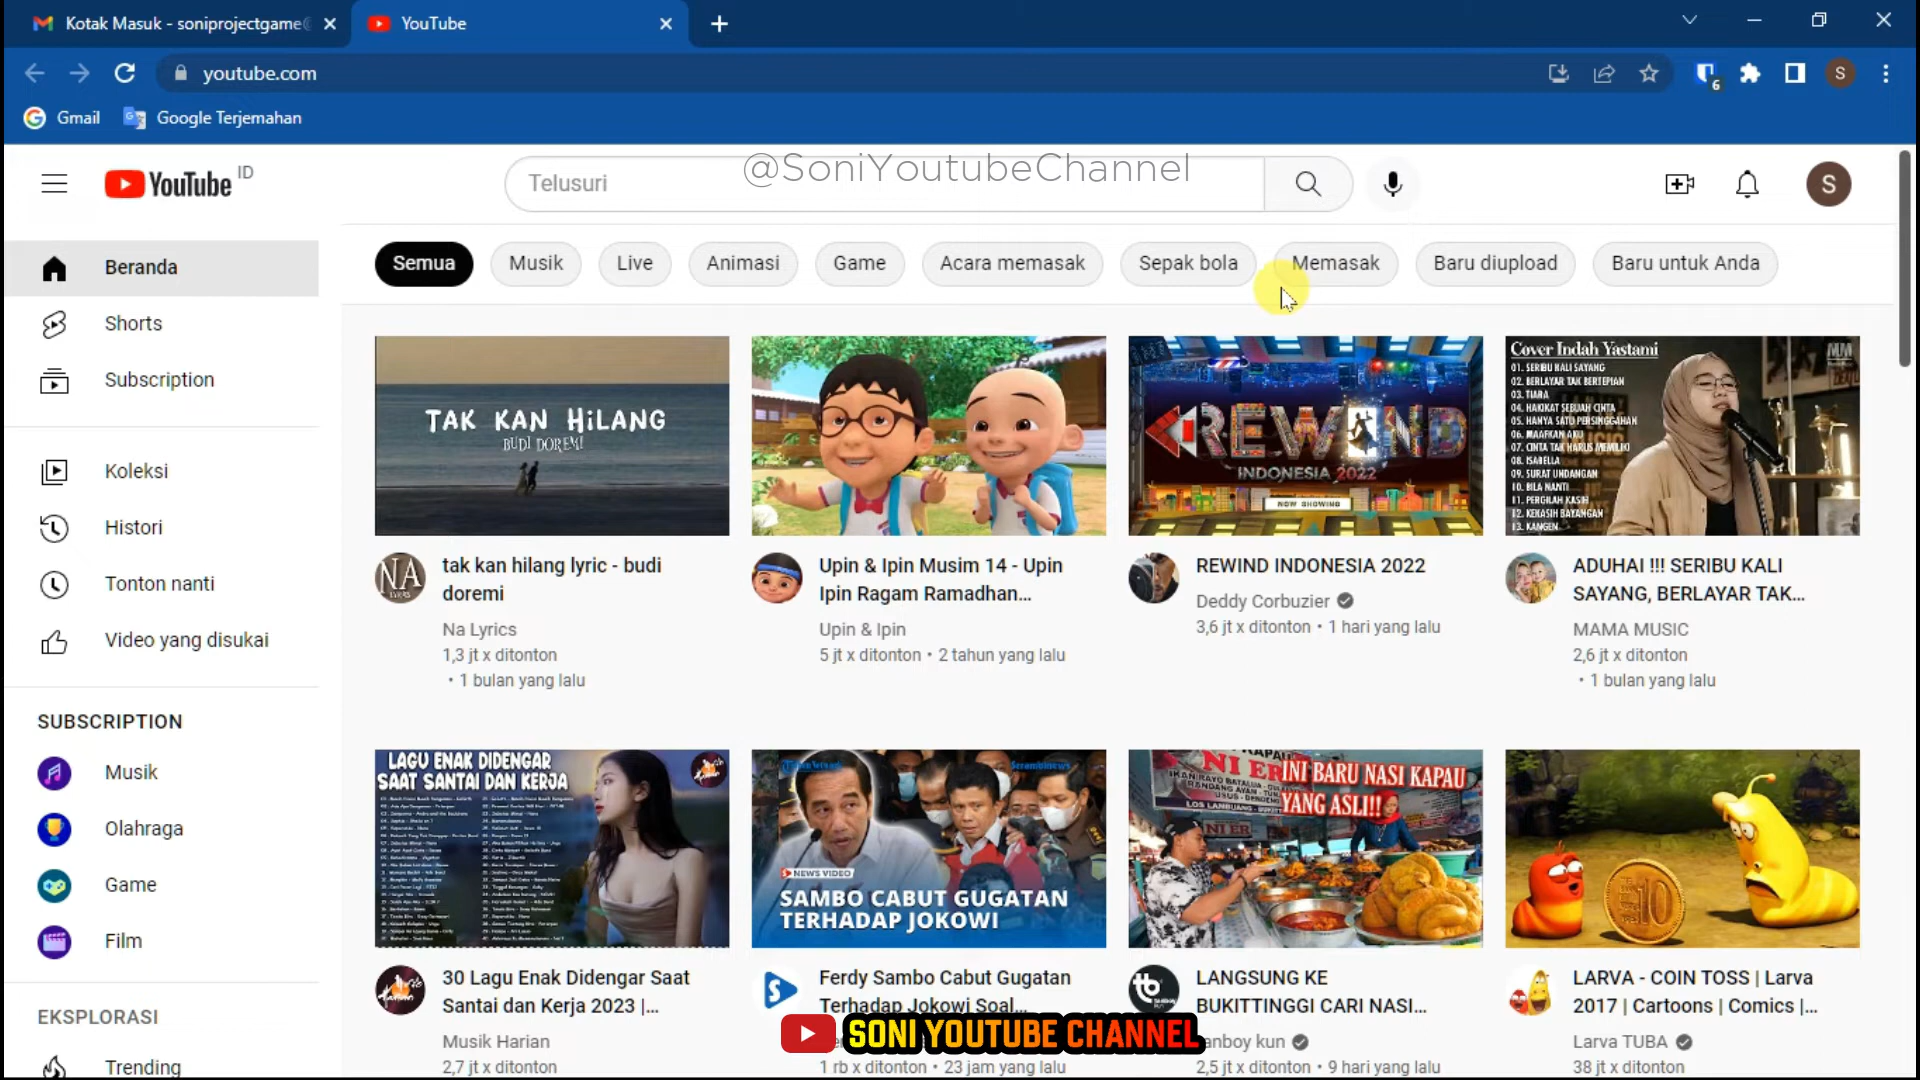 Kotak Masuk - soniprojectgame@
YouTube
youtube.com
6
S
Gmail
Google Terjemahan
YouTube ID
Telusuri
@SoniYoutubeChannel
S
Beranda
Shorts
Subscription
Koleksi
Histori
Tonton nanti
Video yang disukai
SUBSCRIPTION
Musik
Olahraga
Game
Film
EKSPLORASI
Trending
Semua
Musik
Live
Animasi
Game
Acara memasak
Sepak bola
Memasak
Baru diupload
Baru untuk Anda
TAK KAN HiLANG
BUDI DOREMI
REWIND
INDONESIA 2022
NOW SHOWING
Cover Indah Yastami
01. SERIBU KALI SAYANG
02. BERLAYAR TAK BERTEPIAN
03. TIARA
04. HAKIKAT SEBUAH CINTA
05. HANYA SATU PERSINGGAHAN
06. MAAFKAN AKU
07. CINTA TAK HARUS MEMILIKI
08. ISABELLA
09. SURAT UNDANGAN
10. BILA NANTI
11. PERGILAH KASIH
12. KEKASIH BAYANGAN
13. KANGEN
MM
NA
tak kan hilang lyric - budi
doremi
Na Lyrics
1,3 jt x ditonton
• 1 bulan yang lalu
Upin & Ipin Musim 14 - Upin
Ipin Ragam Ramadhan...
Upin & Ipin
5 jt x ditonton • 2 tahun yang lalu
REWIND INDONESIA 2022
Deddy Corbuzier
3,6 jt x ditonton • 1 hari yang lalu
ADUHAI !!! SERIBU KALI
SAYANG, BERLAYAR TAK...
MAMA MUSIC
2,6 jt x ditonton
• 1 bulan yang lalu
LAGU ENAK DIDENGAR
SAAT SANTAI DAN KERJA
NEWS VIDEO
SAMBO CABUT GUGATAN
TERHADAP JOKOWI
NI ER
INI BARU NASI KAPAU
YANG ASLI!!
10
30 Lagu Enak Didengar Saat
Santai dan Kerja 2023 |...
Musik Harian
2,7 jt x ditonton
Ferdy Sambo Cabut Gugatan
Terhadap Jokowi Soal...
1 rb x ditonton • 23 jam yang lalu
LANGSUNG KE
BUKITTINGGI CARI NASI...
anboy kun
2,5 jt x ditonton • 9 hari yang lalu
LARVA - COIN TOSS | Larva
2017 | Cartoons | Comics |...
Larva TUBA
38 jt x ditonton
SONI YOUTUBE CHANNEL